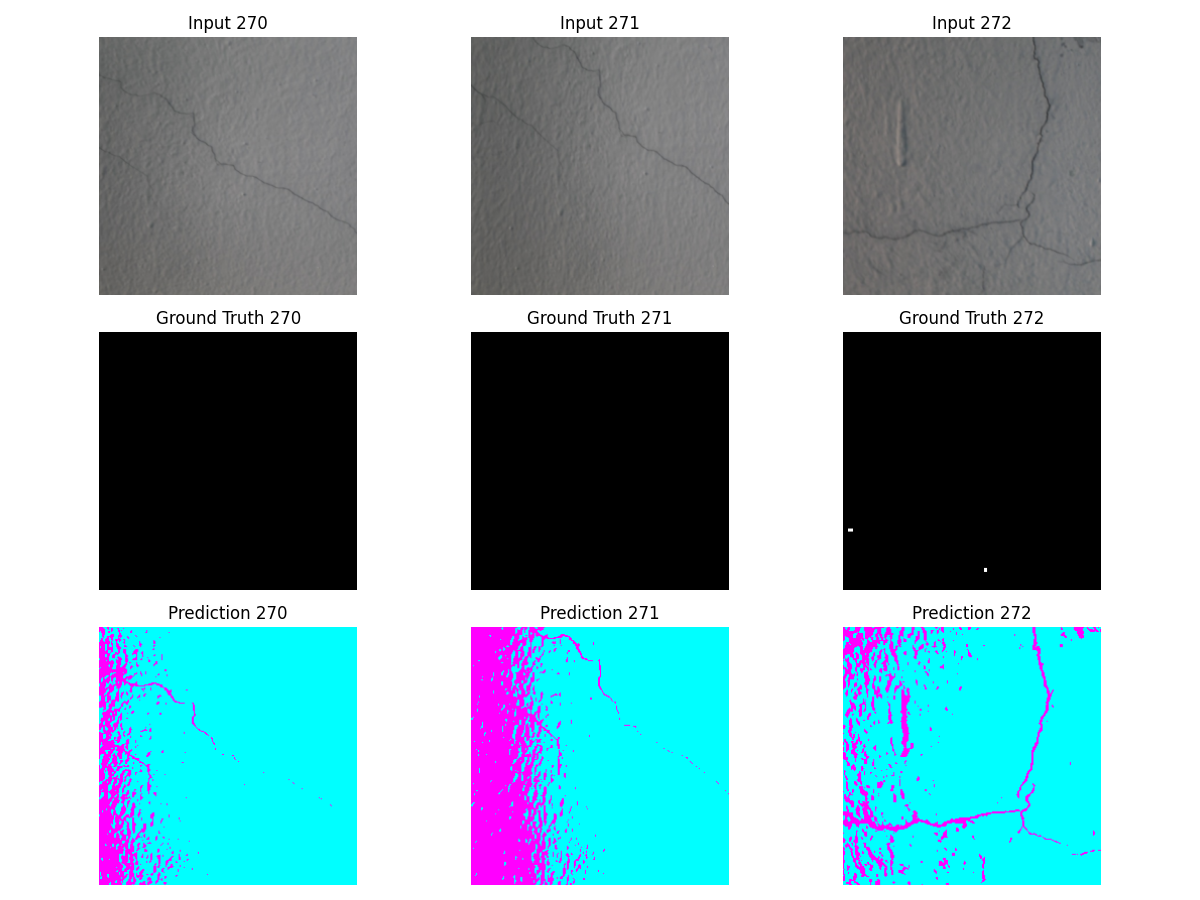 Input 270
Input 271
Input 272
Ground Truth 270
Ground Truth 271
Ground Truth 272
Prediction 270
Prediction 271
Prediction 272